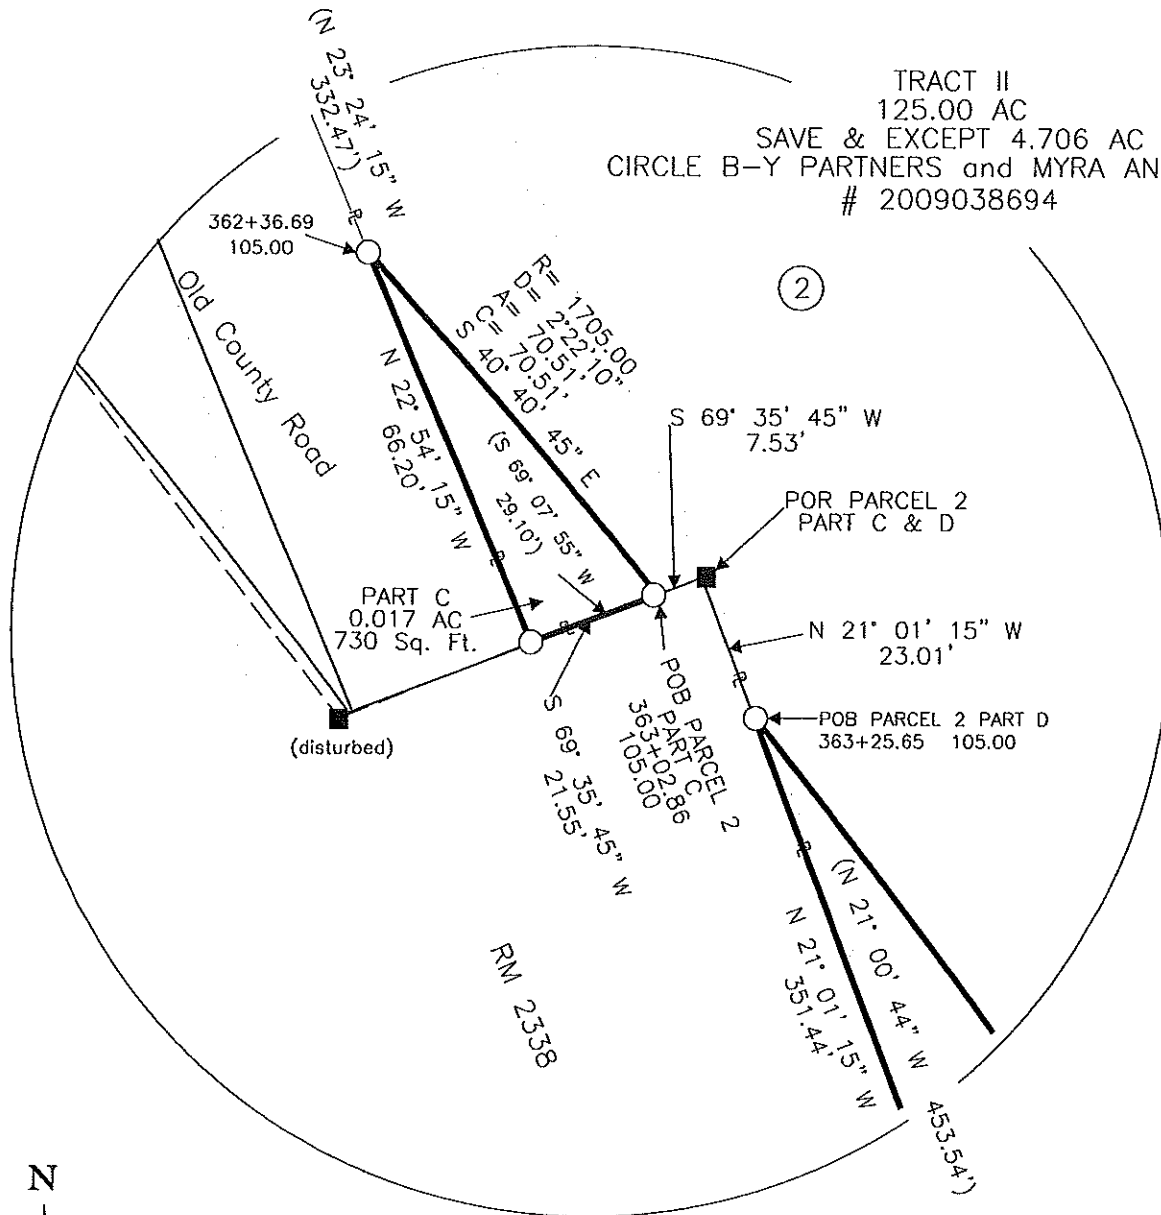 TRACT II
125.00 AC
SAVE & EXCEPT 4.706 AC
CIRCLE B-Y PARTNERS and MYRA AN
# 2009038694
2
(N 23° 24' 15" W
332.47')
℄
362+36.69
105.00
Old County Road
R= 1705.00
D= 2°22'10"
A= 70.51'
C= 70.51'
S 40° 40' 45" E
N 22° 54' 15" W
66.20'
℄
(S 69° 07' 55" W
29.10')
S 69° 35' 45" W
7.53'
POR PARCEL 2
PART C & D
PART C
0.017 AC
730 Sq. Ft.
℄
N 21° 01' 15" W
23.01'
℄
POB PARCEL 2
PART C
363+02.86
105.00
POB PARCEL 2 PART D
363+25.65 105.00
(disturbed)
S 69° 35' 45" W
21.55'
℄
(N 21° 00' 44" W 453.54')
N 21° 01' 15" W
351.44'
RM 2338
N